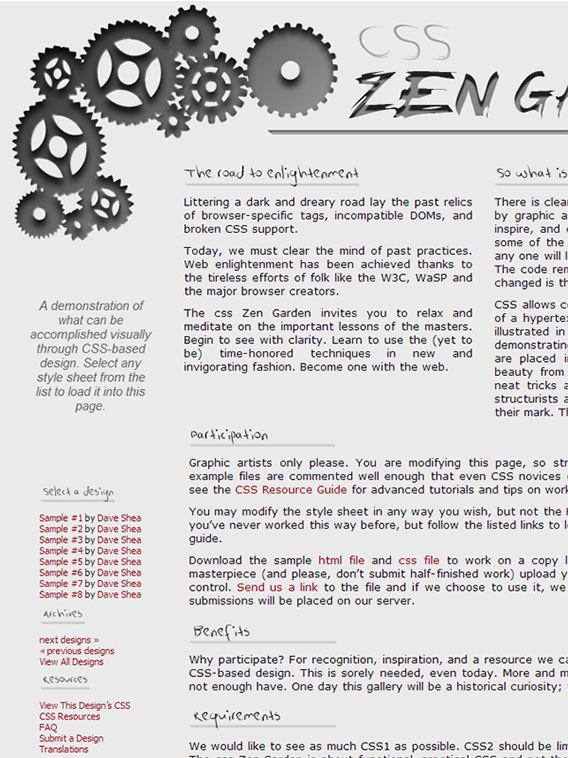 CSS
ZEN
The road to enlightenment
Littering a dark and dreary road lay the past relics
of browser-specific tags, incompatible DOMs, and
broken CSS support.
Today, we must clear the mind of past practices.
Web enlightenment has been achieved thanks to
the tireless efforts of folk like the W3C, WaSP and
the major browser creators.
The css Zen Garden invites you to relax and
meditate on the important lessons of the masters.
Begin to see with clarity. Learn to use the (yet to
be) time-honored techniques in new and
invigorating fashion. Become one with the web.
So what is
There is clear
by graphic a
inspire, and
some of the
any one will
The code rem
changed is th
CSS allows c
of a hypertex
illustrated in
demonstrating
are placed i
beauty from
neat tricks a
structurists a
their mark. Th
A demonstration of
what can be
accomplished visually
through CSS-based
design. Select any
style sheet from the
list to load it into this
page.
Participation
Graphic artists only please. You are modifying this page, so str
example files are commented well enough that even CSS novices
see the CSS Resource Guide for advanced tutorials and tips on work
You may modify the style sheet in any way you wish, but not the
you've never worked this way before, but follow the listed links to
guide.
Download the sample html file and css file to work on a copy
masterpiece (and please, don't submit half-finished work) upload
control. Send us a link to the file and if we choose to use it, we
submissions will be placed on our server.
Benefits
Why participate? For recognition, inspiration, and a resource we ca
CSS-based design. This is sorely needed, even today. More and m
not enough have. One day this gallery will be a historical curiosity;
Requirements
We would like to see as much CSS1 as possible. CSS2 should be lim
select a design
Sample #1 by Dave Shea
Sample #2 by Dave Shea
Sample #3 by Dave Shea
Sample #4 by Dave Shea
Sample #5 by Dave Shea
Sample #6 by Dave Shea
Sample #7 by Dave Shea
Sample #8 by Dave Shea
Archives
next designs »
« previous designs
View All Designs
Resources
View This Design's CSS
CSS Resources
FAQ
Submit a Design
Translations